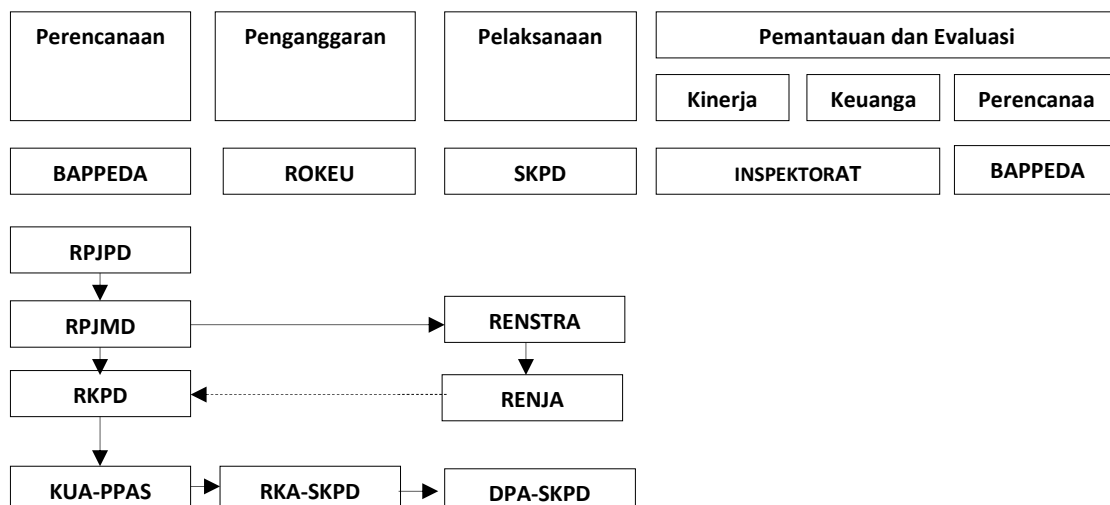 Perencanaan
Penganggaran
Pelaksanaan
Pemantauan dan Evaluasi
Kinerja
Keuanga
Perencanaa
BAPPEDA
ROKEU
SKPD
INSPEKTORAT
BAPPEDA
RPJPD
RPJMD
RENSTRA
RKPD
RENJA
KUA-PPAS
RKA-SKPD
DPA-SKPD